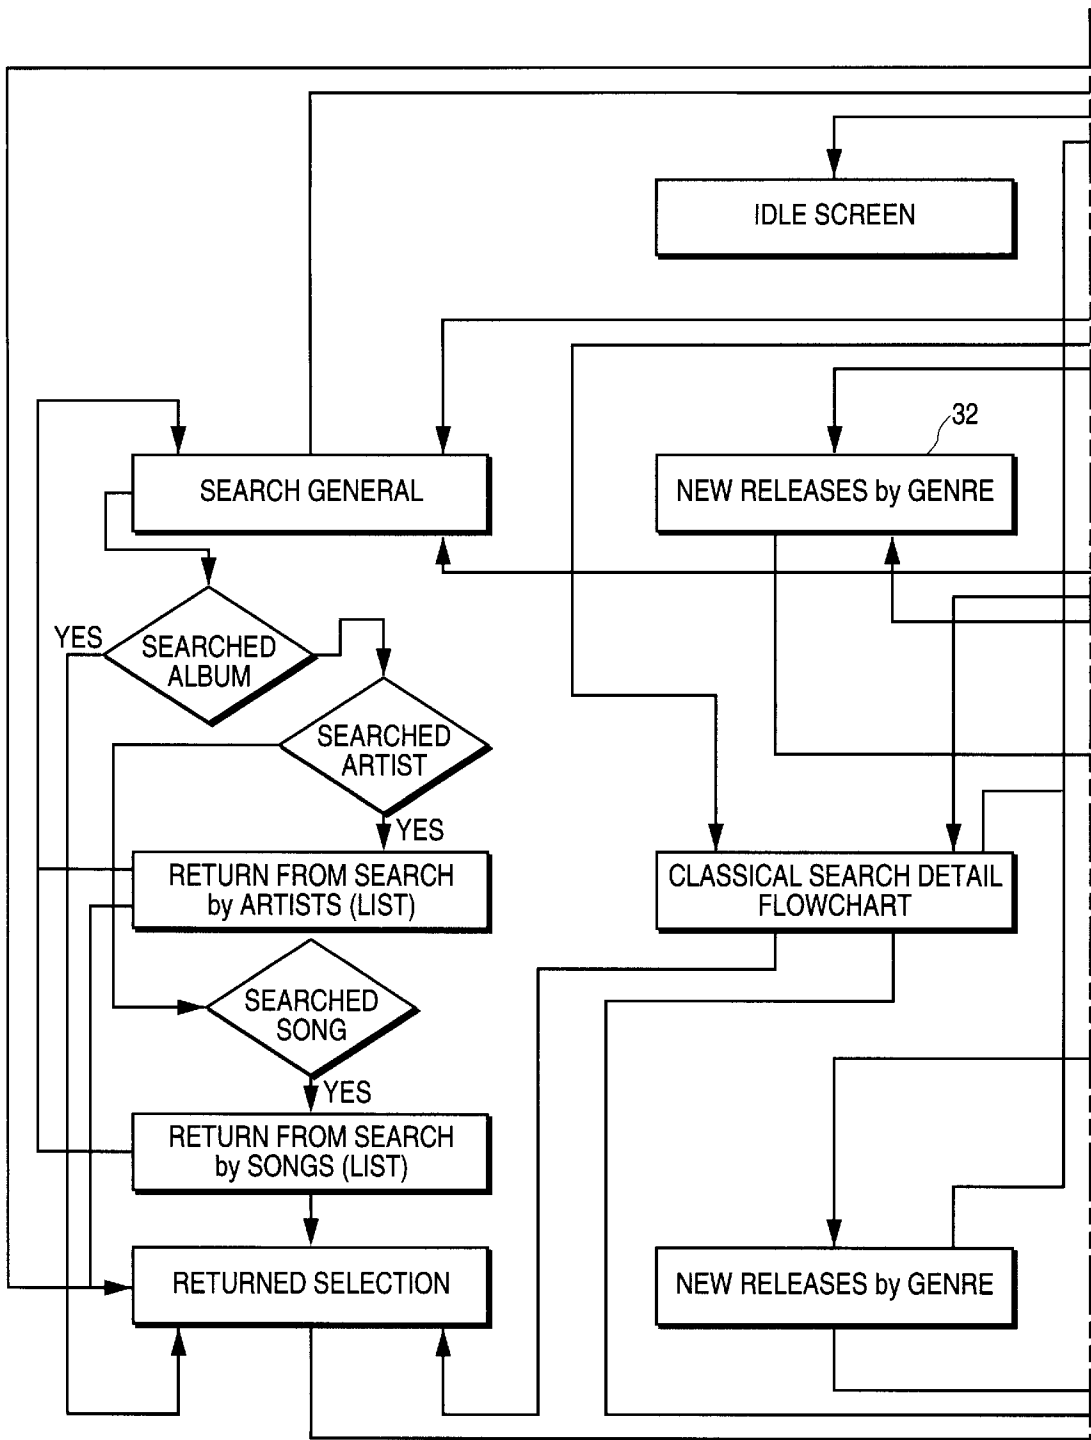 IDLE SCREEN
32
SEARCH GENERAL
NEW RELEASES by GENRE
YES
SEARCHED
ALBUM
SEARCHED
ARTIST
YES
RETURN FROM SEARCH
by ARTISTS (LIST)
CLASSICAL SEARCH DETAIL
FLOWCHART
SEARCHED
SONG
YES
RETURN FROM SEARCH
by SONGS (LIST)
RETURNED SELECTION
NEW RELEASES by GENRE